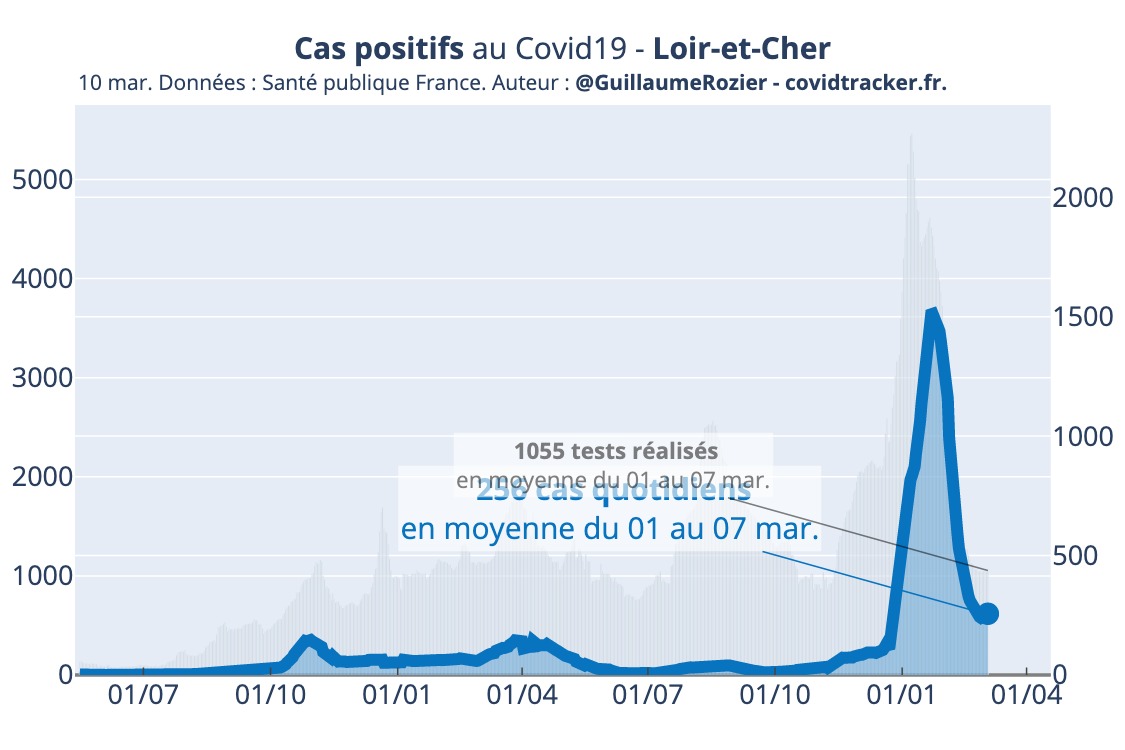 Cas positifs au Covid19 - Loir-et-Cher
10 mar. Données : Santé publique France. Auteur : @GuillaumeRozier - covidtracker.fr.
5000
4000
3000
2000
1000
0
2000
1500
1000
500
0
1055 tests réalisés
en moyenne du 01 au 07 mar.
256 cas quotidiens
en moyenne du 01 au 07 mar.
01/07 01/10 01/01 01/04 01/07 01/10 01/01 01/04